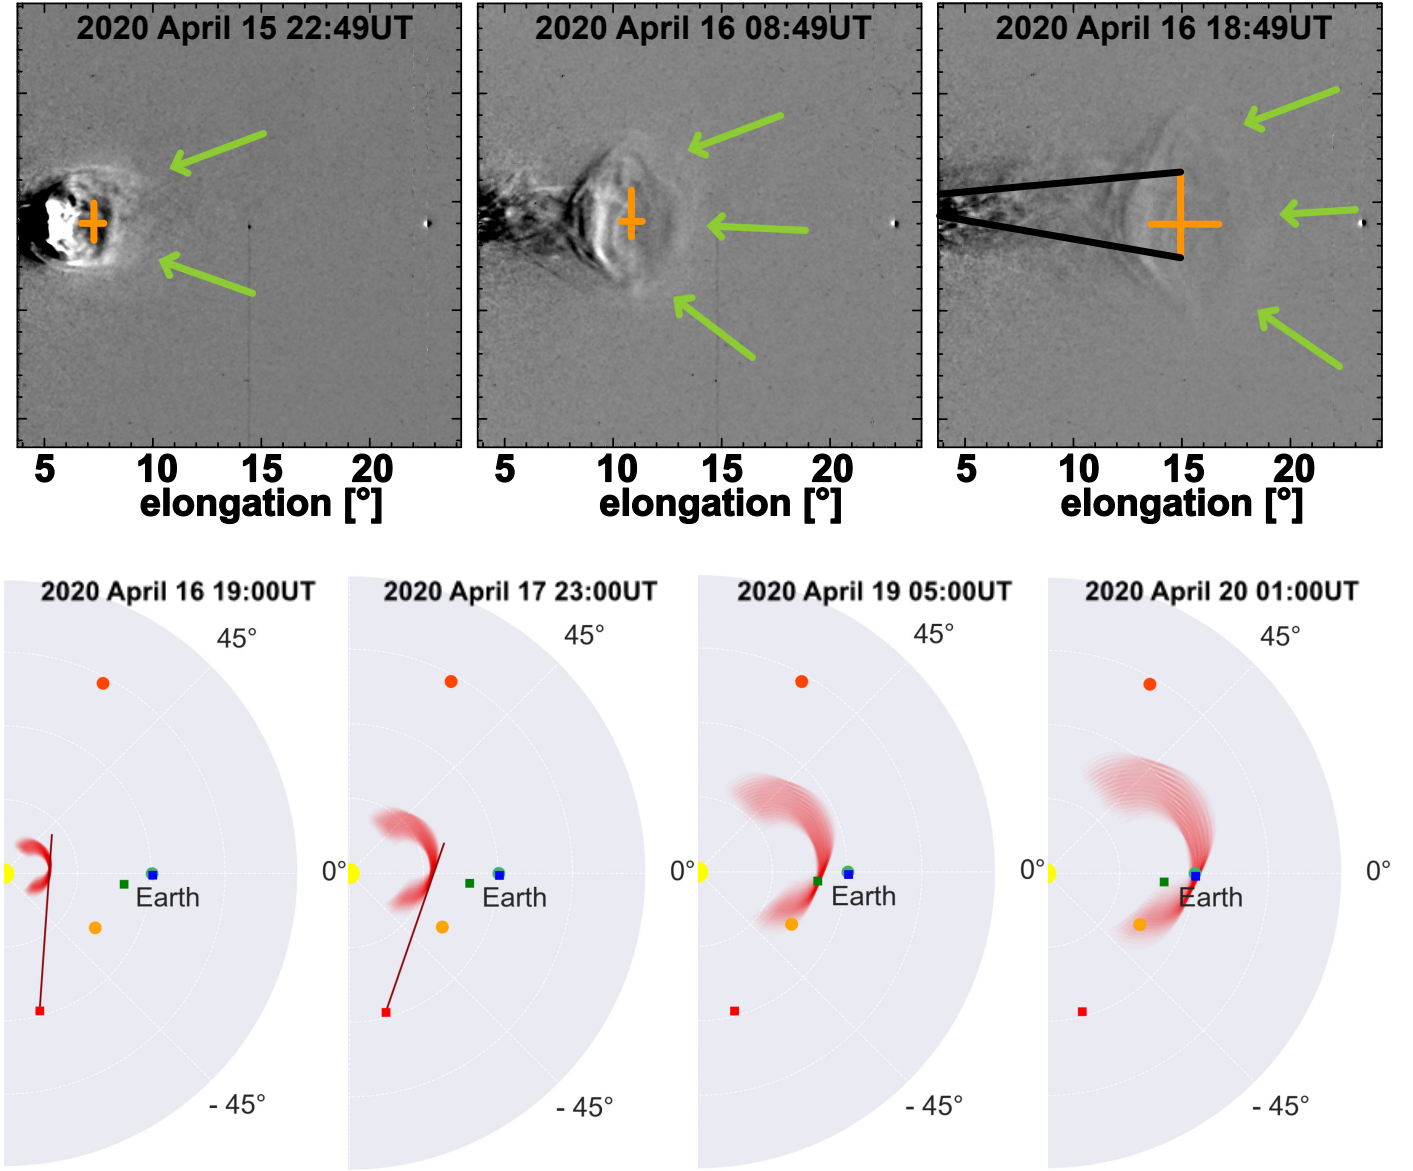 2020 April 15 22:49UT 2020 April 16 08:49UT 2020 April 16 18:49UT
5 10 15 20 5 10 15 20 5 10 15 20
elongation [°] elongation [°] elongation [°]
2020 April 16 19:00UT 2020 April 17 23:00UT 2020 April 19 05:00UT 2020 April 20 01:00UT
45° 45° 45° 45°
0° 0° 0° 0°
Earth Earth Earth Earth
- 45° - 45° - 45° - 45°